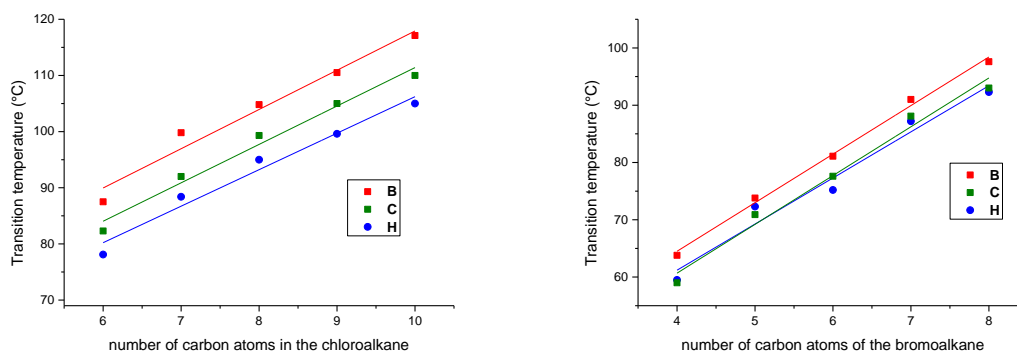 Transition temperature (°C)
120
110
100
90
80
70
6
7
8
9
10
number of carbon atoms in the chloroalkane
B
C
H
Transition temperature (°C)
100
90
80
70
60
4
5
6
7
8
number of carbon atoms of the bromoalkane
B
C
H